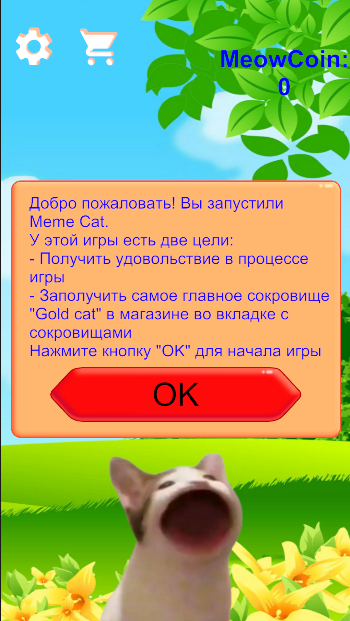 MeowCoin:
0
Добро пожаловать! Вы запустили
Meme Cat.
У этой игры есть две цели:
- Получить удовольствие в процессе
игры
- Заполучить самое главное сокровище
"Gold cat" в магазине во вкладке с
сокровищами
Нажмите кнопку "OK" для начала игры
OK